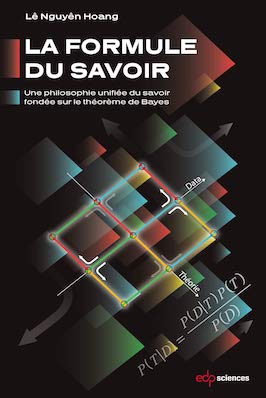 Lê Nguyên Hoang
LA FORMULE
DU SAVOIR
Une philosophie unifiée du savoir
fondée sur le théorème de Bayes
Data
Théorie
P(T|D) = P(D|T)P(T)
P(D)
edp sciences